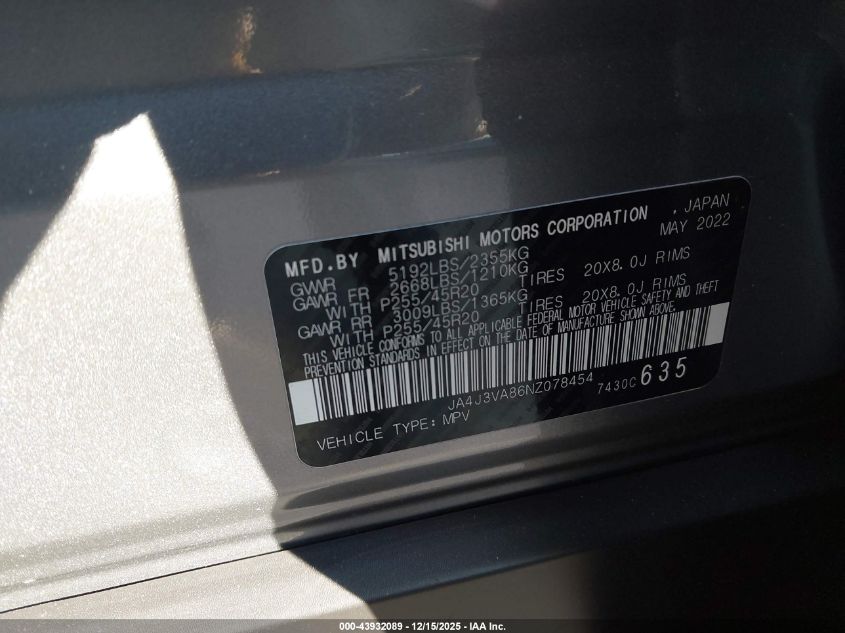 MFD.BY MITSUBISHI MOTORS CORPORATION , JAPAN
GWWR 5192LBS/2355KG MAY 2022
GAWR FR 2668LBS/1210KG
WITH P255/45R20 TIRES 20X8.0J RIMS
GAWR RR 3009LBS/1365KG
WITH P255/45R20 TIRES 20X8.0J RIMS
THIS VEHICLE CONFORMS TO ALL APPLICABLE FEDERAL MOTOR VEHICLE SAFETY AND THEFT
PREVENTION STANDARDS IN EFFECT ON THE DATE OF MANUFACTURE SHOWN ABOVE.
JA4J3VA86NZ078454 7430C 635
VEHICLE TYPE: MPV
000-43932089 - 12/15/2025 - IAA Inc.